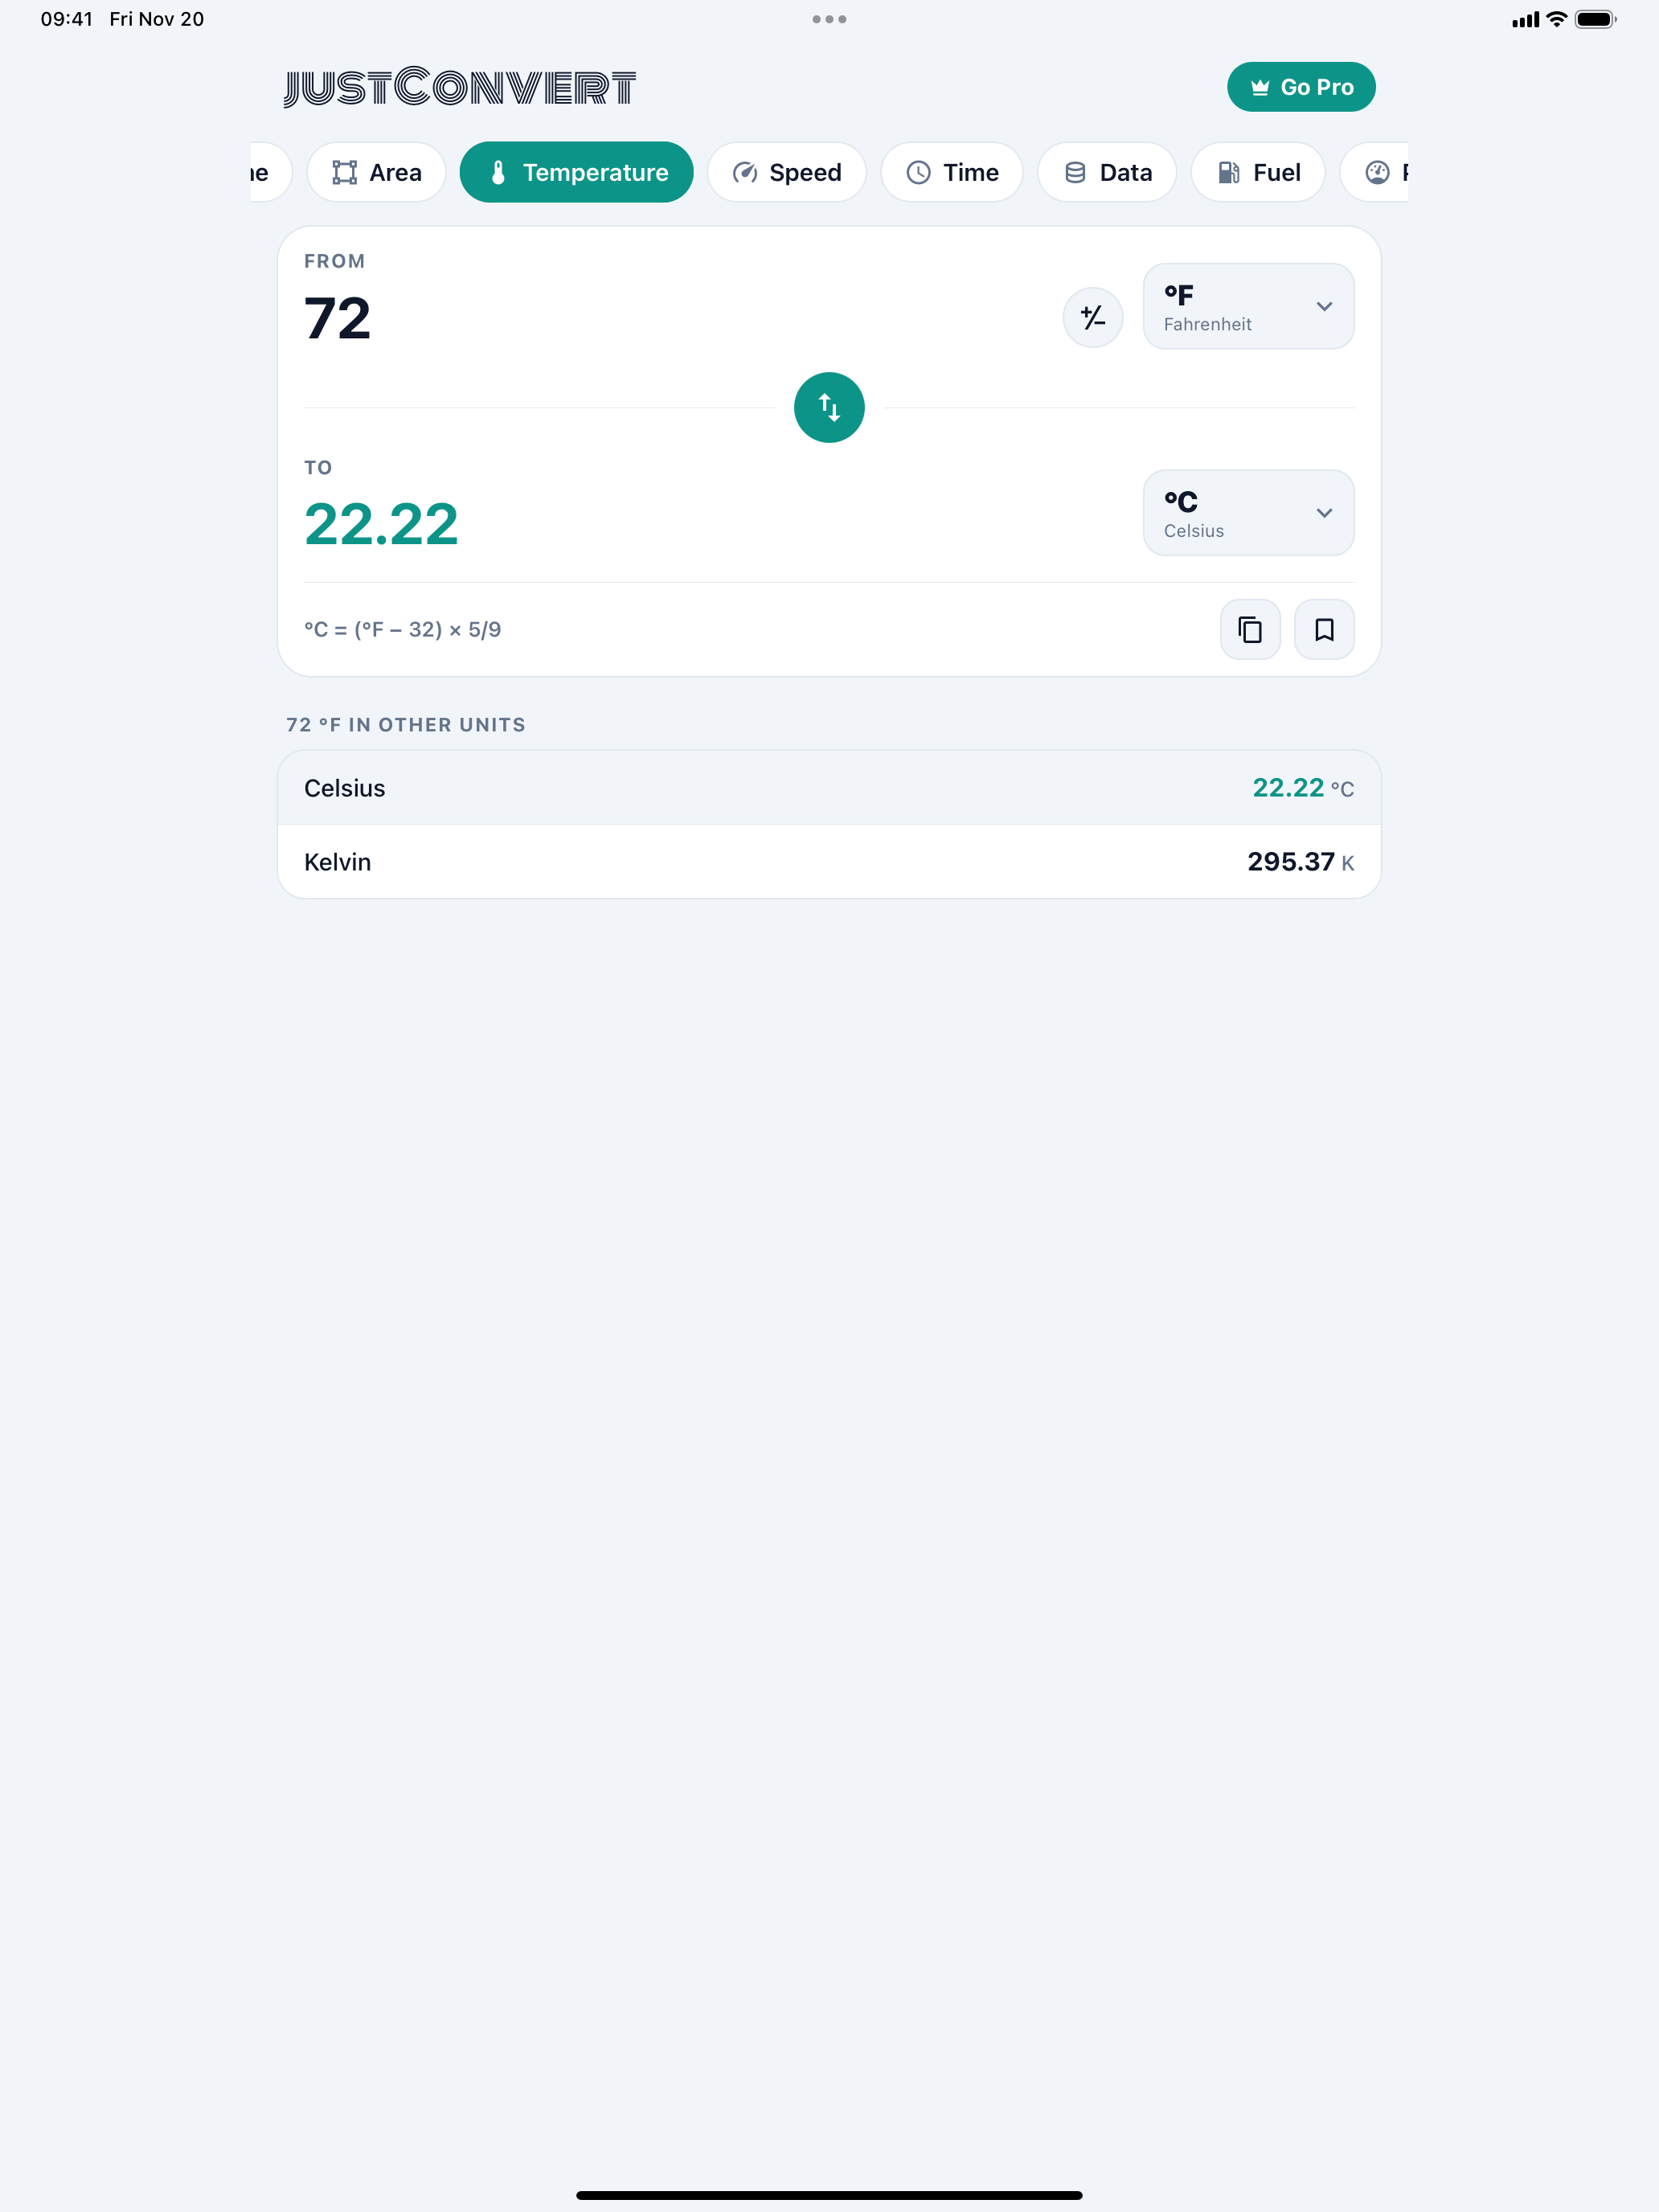 09:41 Fri Nov 20
JUSTCONVERT
Go Pro
Area Temperature Speed Time Data Fuel
FROM
72
+/−
°F
Fahrenheit
TO
22.22
°C
Celsius
°C = (°F – 32) × 5/9
72 °F IN OTHER UNITS
Celsius 22.22 °C
Kelvin 295.37 K